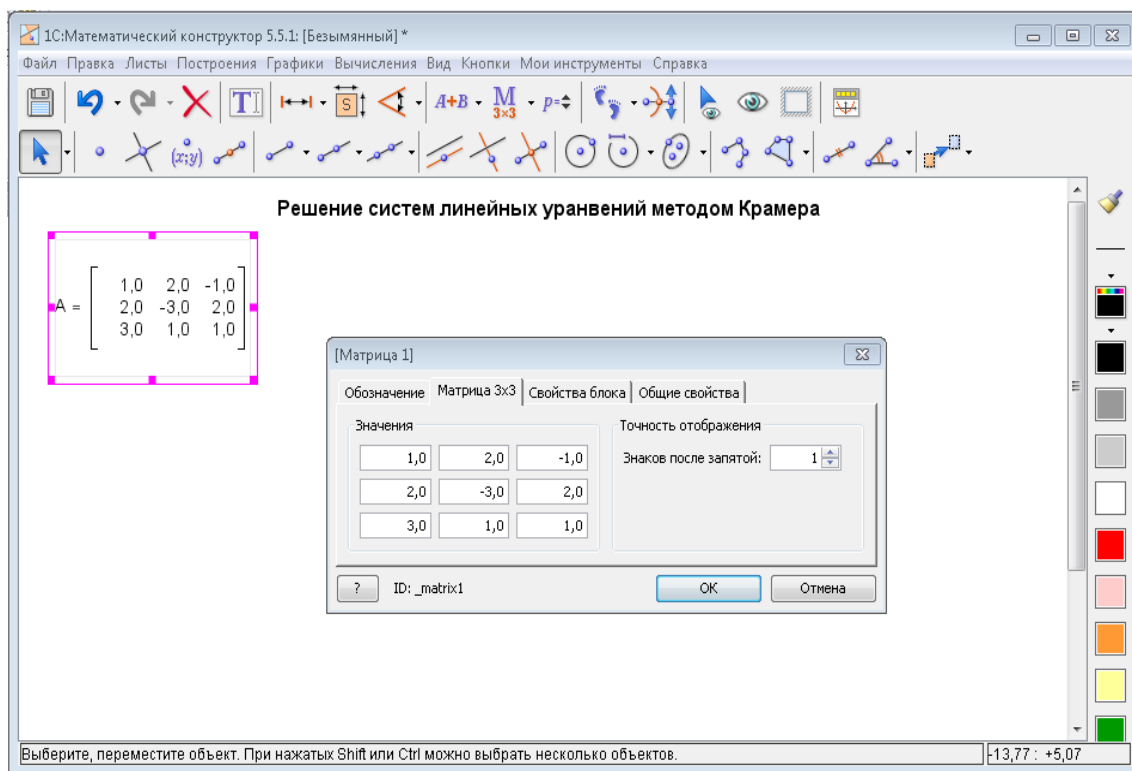 1С:Математический конструктор 5.5.1: [Безымянный] *
Файл Правка Листы Построения Графики Вычисления Вид Кнопки Мои инструменты Справка
T S A+B M 3×3 p=
(x;y)
Решение систем линейных уранвений методом Крамера
1,0 2,0 -1,0
A = 2,0 -3,0 2,0
3,0 1,0 1,0
[Матрица 1]
Обозначение Матрица 3x3 Свойства блока Общие свойства
Значения Точность отображения
1,0 2,0 -1,0 Знаков после запятой: 1
2,0 -3,0 2,0
3,0 1,0 1,0
? ID: _matrix1 OK Отмена
Выберите, переместите объект. При нажатых Shift или Ctrl можно выбрать несколько объектов. -13,77 : +5,07